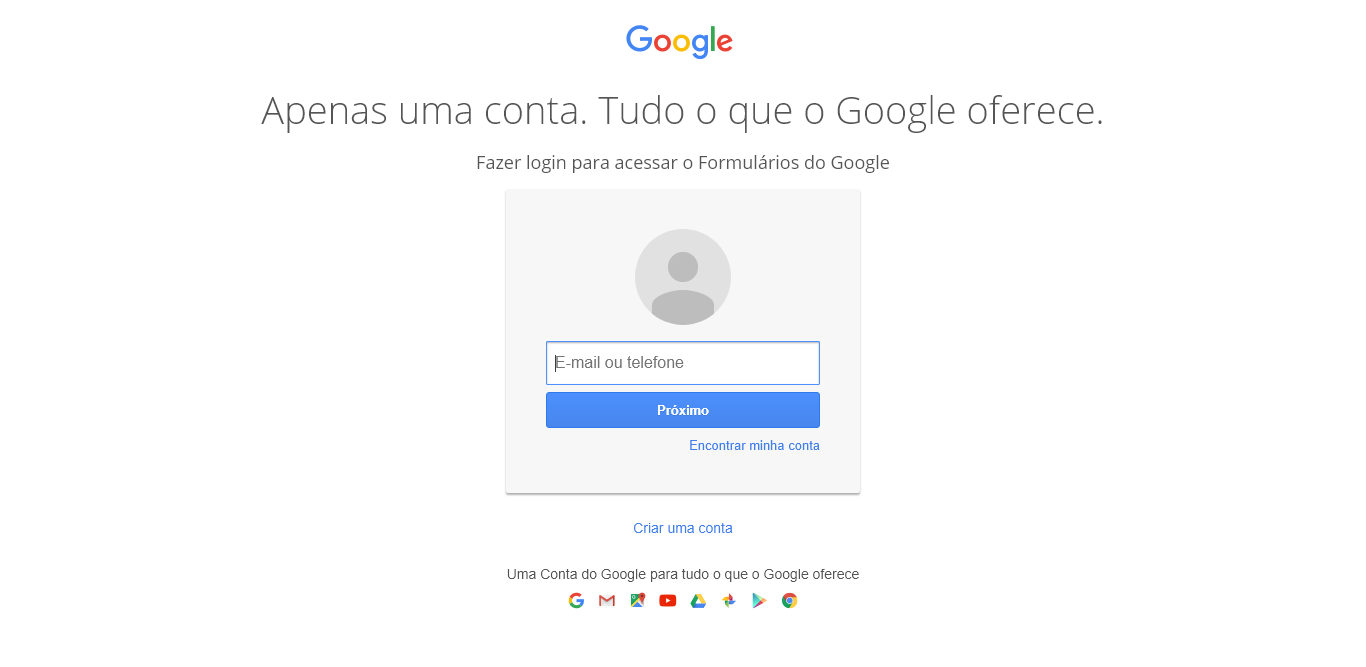 Google
Apenas uma conta. Tudo o que o Google oferece.
Fazer login para acessar o Formulários do Google
E-mail ou telefone
Próximo
Encontrar minha conta
Criar uma conta
Uma Conta do Google para tudo o que o Google oferece